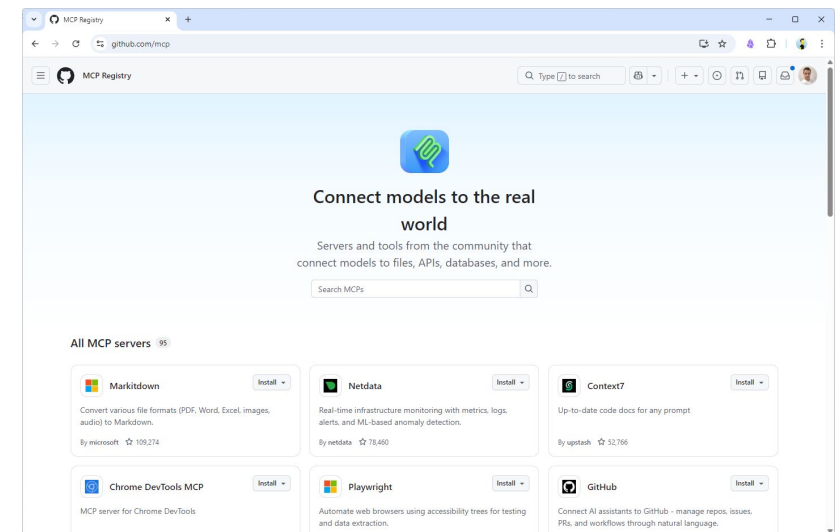 MCP Registry
github.com/mcp
MCP Registry
Type / to search
Connect models to the real
world
Servers and tools from the community that
connect models to files, APIs, databases, and more.
Search MCPs
All MCP servers 95
Markitdown
Install
Convert various file formats (PDF, Word, Excel, images,
audio) to Markdown.
By microsoft 109,274
Netdata
Install
Real-time infrastructure monitoring with metrics, logs,
alerts, and ML-based anomaly detection.
By netdata 78,460
Context7
Install
Up-to-date code docs for any prompt
By upstash 52,766
Chrome DevTools MCP
Install
MCP server for Chrome DevTools
Playwright
Install
Automate web browsers using accessibility trees for testing
and data extraction.
GitHub
Install
Connect AI assistants to GitHub - manage repos, issues,
PRs, and workflows through natural language.